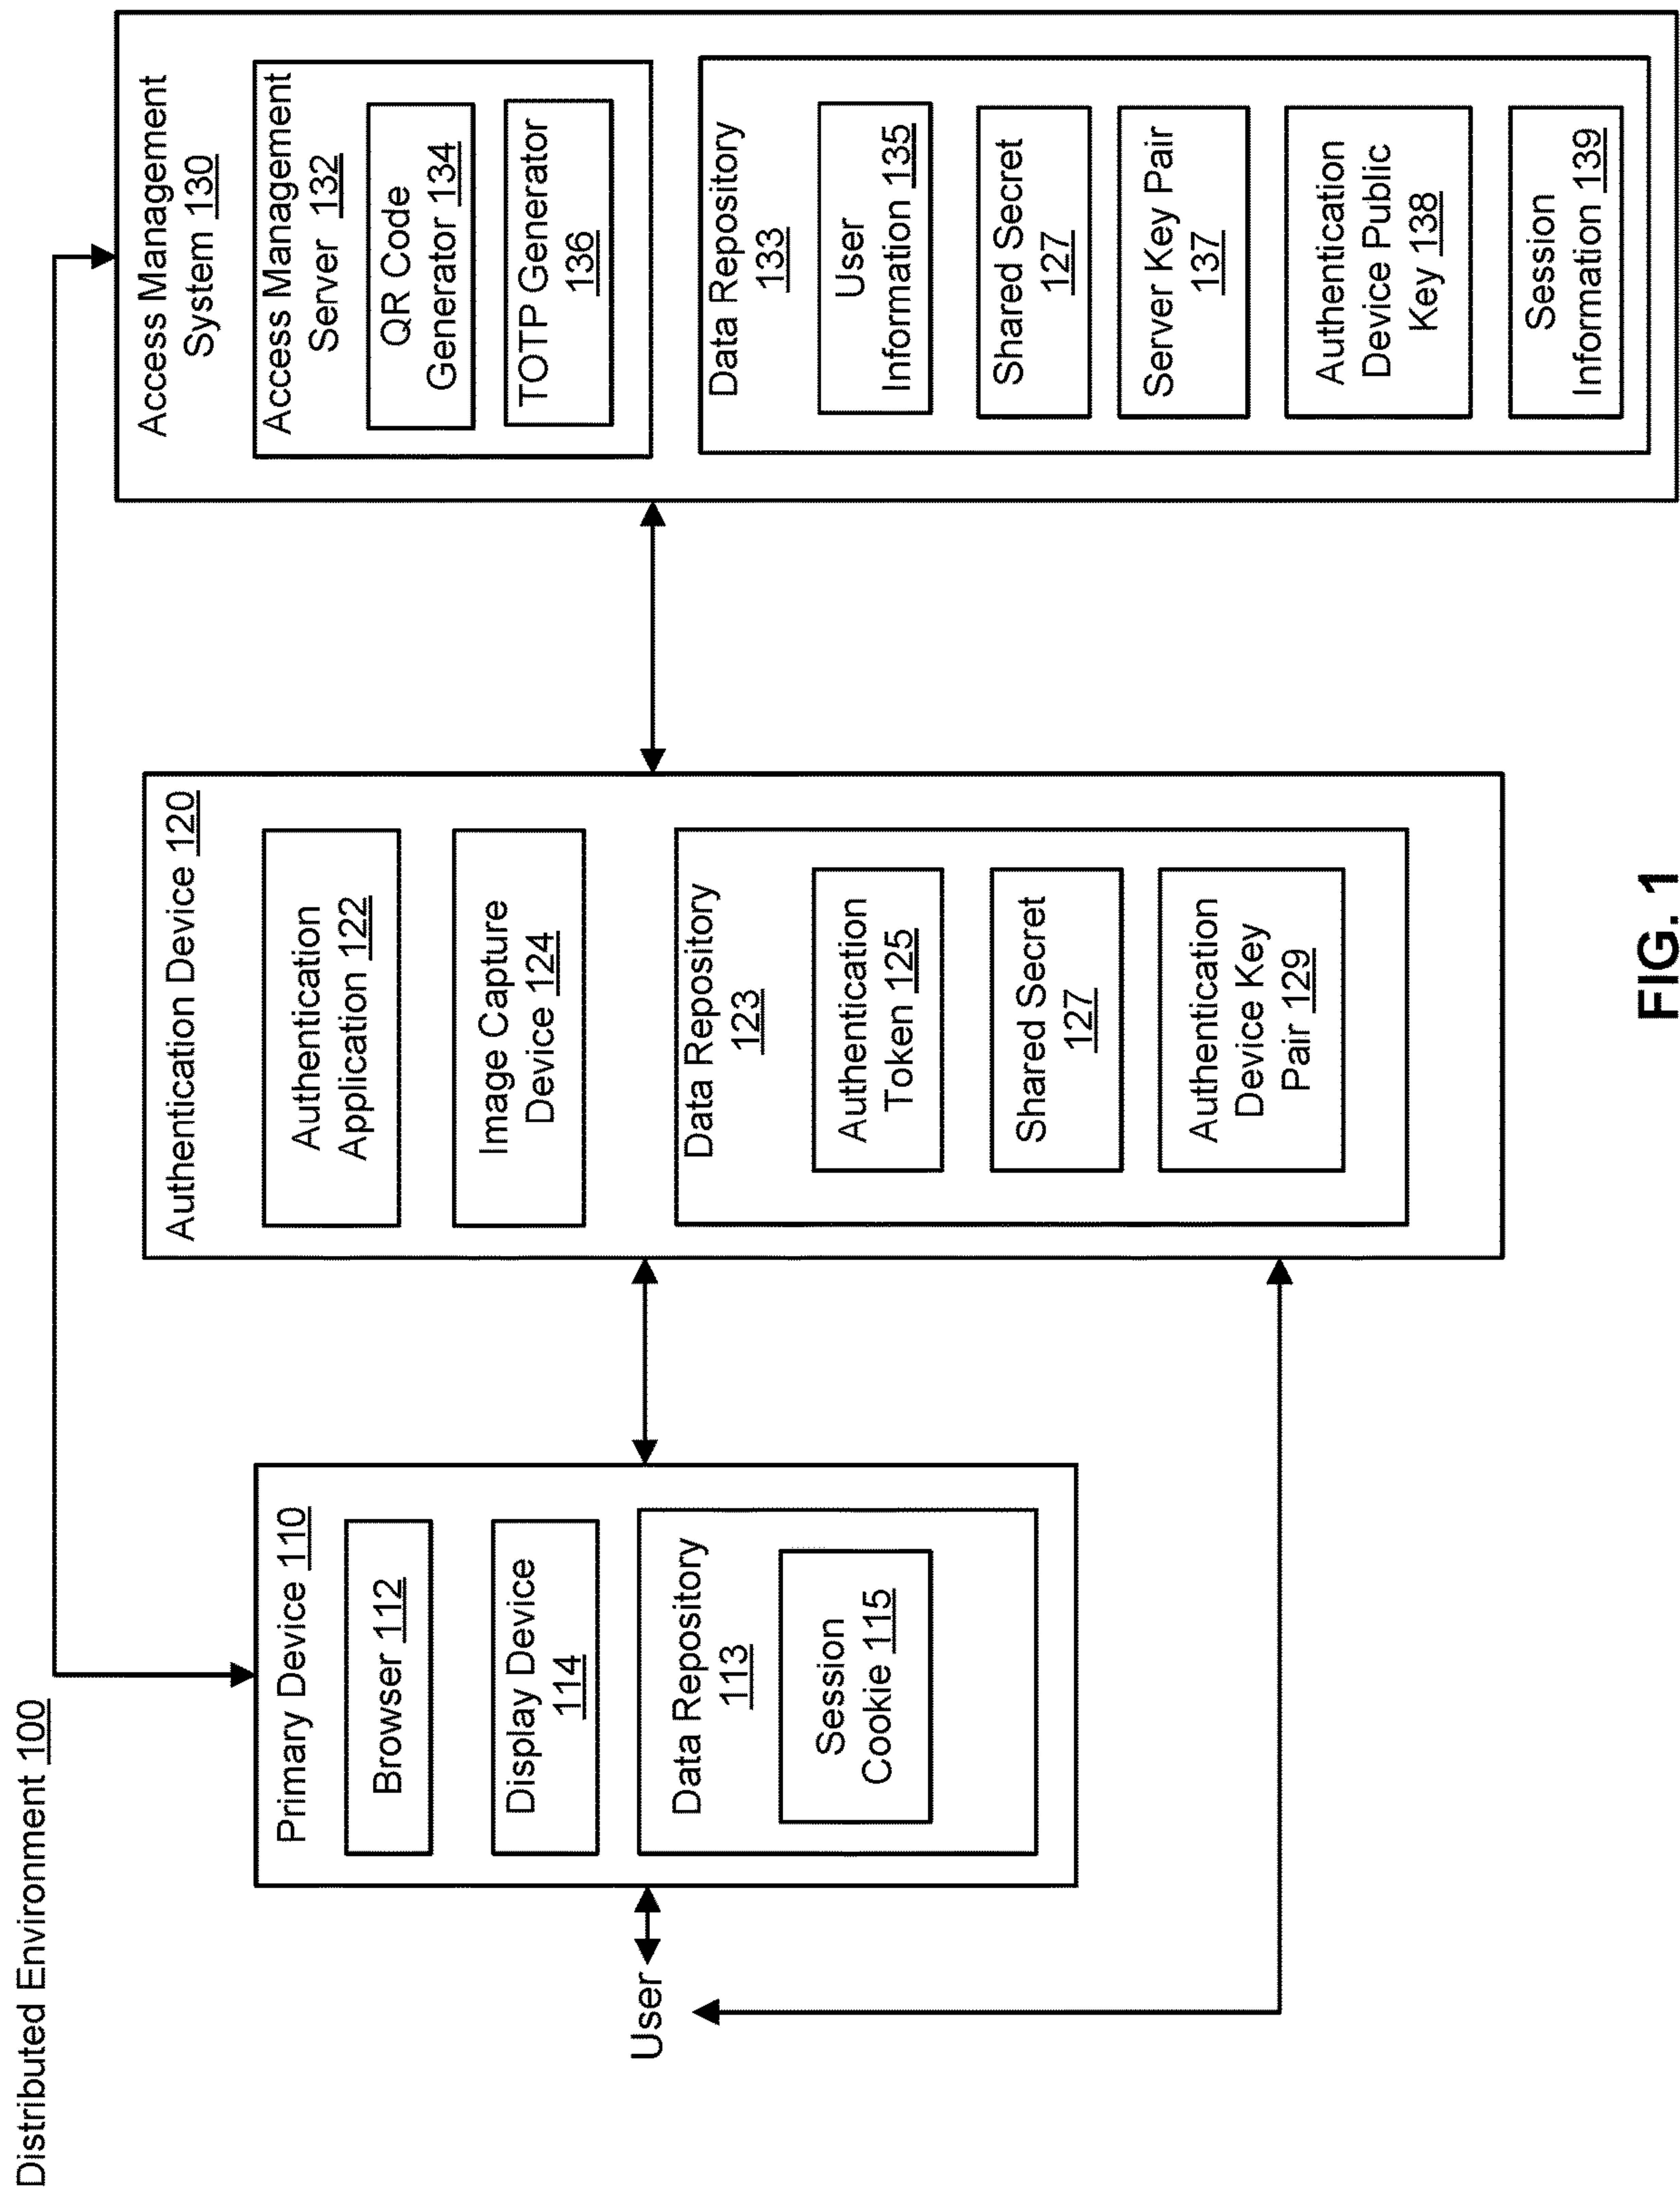 Distributed Environment 100
User
Primary Device 110
Browser 112
Display Device
114
Data Repository
113
Session
Cookie 115
Authentication Device 120
Authentication
Application 122
Image Capture
Device 124
Data Repository
123
Authentication
Token 125
Shared Secret
127
Authentication
Device Key
Pair 129
Access Management
System 130
Access Management
Server 132
QR Code
Generator 134
TOTP Generator
136
Data Repository
133
User
Information 135
Shared Secret
127
Server Key Pair
137
Authentication
Device Public
Key 138
Session
Information 139
FIG. 1